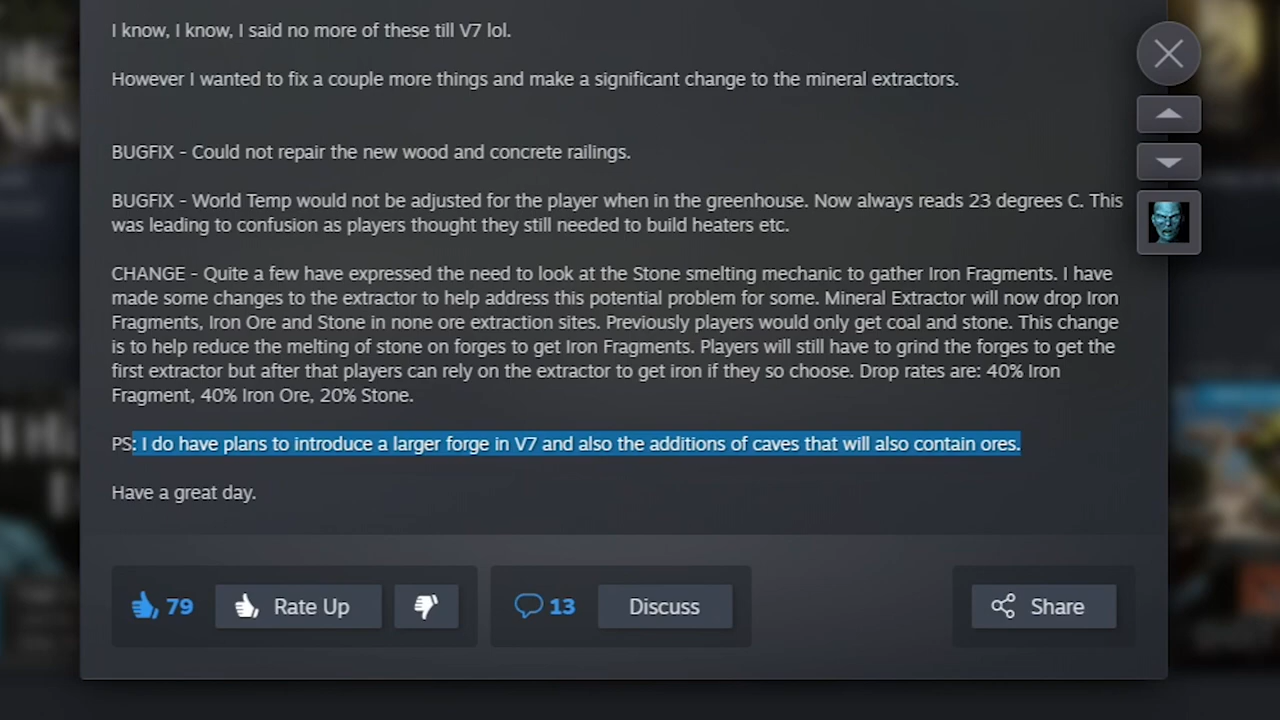 I know, I know, I said no more of these till V7 lol.
However I wanted to fix a couple more things and make a significant change to the mineral extractors.
BUGFIX - Could not repair the new wood and concrete railings.
BUGFIX - World Temp would not be adjusted for the player when in the greenhouse. Now always reads 23 degrees C. This
was leading to confusion as players thought they still needed to build heaters etc.
CHANGE - Quite a few have expressed the need to look at the Stone smelting mechanic to gather Iron Fragments. I have
made some changes to the extractor to help address this potential problem for some. Mineral Extractor will now drop Iron
Fragments, Iron Ore and Stone in none ore extraction sites. Previously players would only get coal and stone. This change
is to help reduce the melting of stone on forges to get Iron Fragments. Players will still have to grind the forges to get the
first extractor but after that players can rely on the extractor to get iron if they so choose. Drop rates are: 40% Iron
Fragment, 40% Iron Ore, 20% Stone.
PS: I do have plans to introduce a larger forge in V7 and also the additions of caves that will also contain ores.
Have a great day.
79 Rate Up 13 Discuss Share